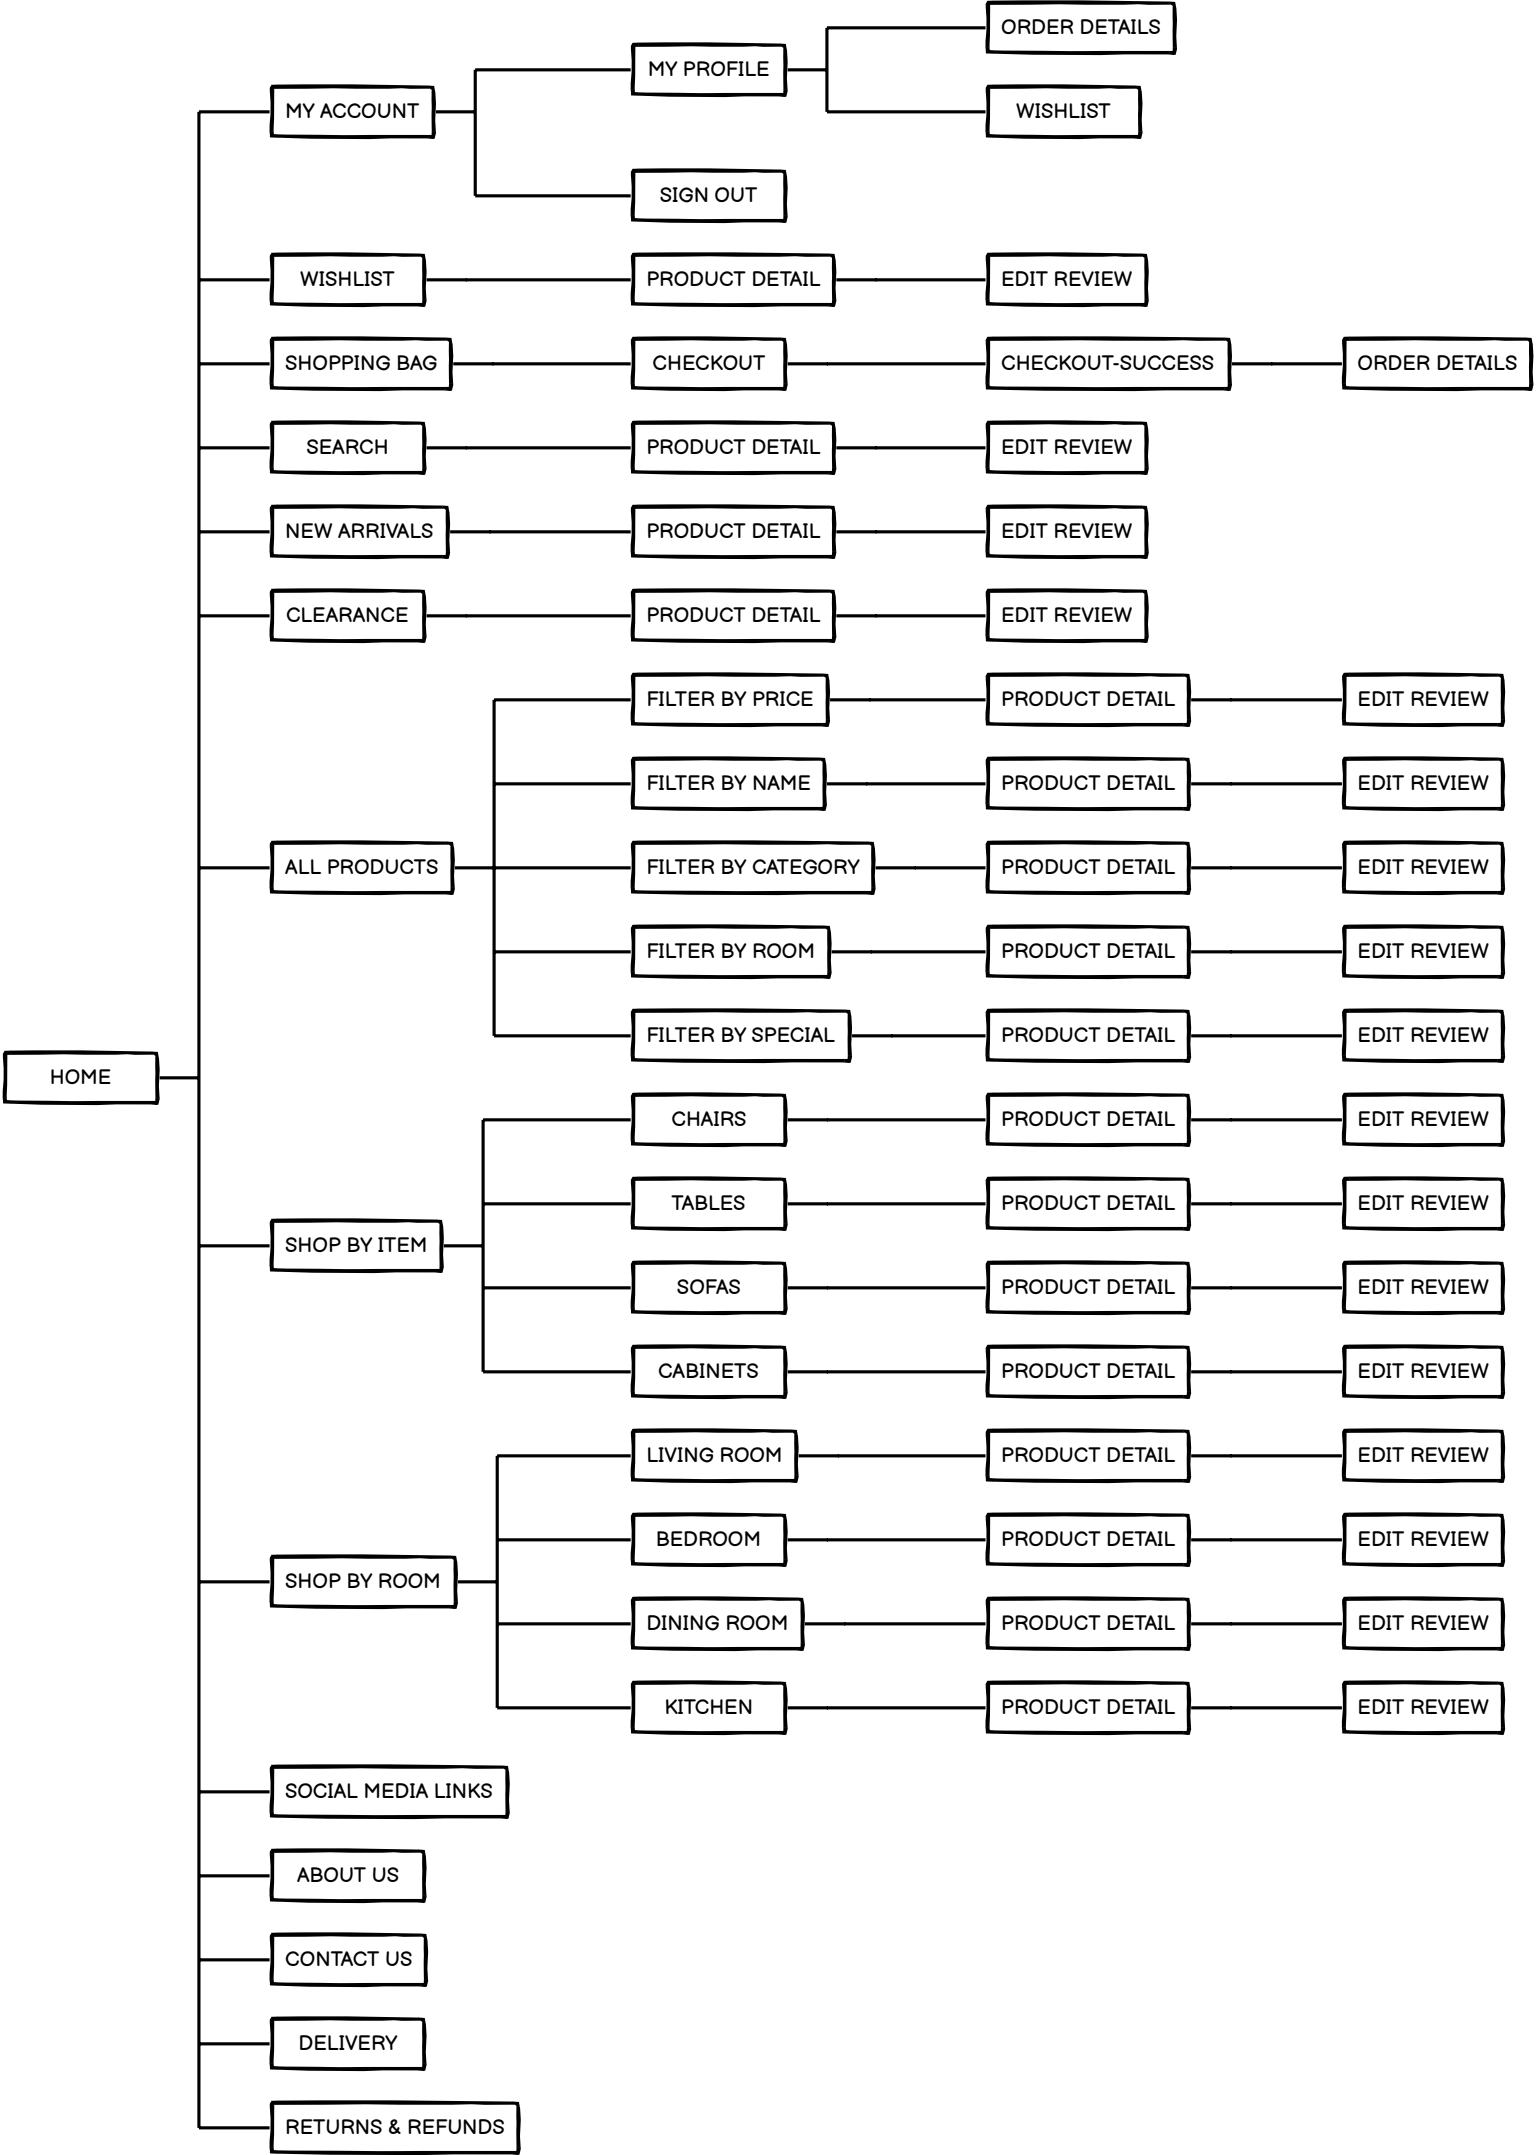 ORDER DETAILS
MY PROFILE
MY ACCOUNT
WISHLIST
SIGN OUT
WISHLIST
PRODUCT DETAIL
EDIT REVIEW
SHOPPING BAG
CHECKOUT
CHECKOUT-SUCCESS
ORDER DETAILS
SEARCH
PRODUCT DETAIL
EDIT REVIEW
NEW ARRIVALS
PRODUCT DETAIL
EDIT REVIEW
CLEARANCE
PRODUCT DETAIL
EDIT REVIEW
FILTER BY PRICE
PRODUCT DETAIL
EDIT REVIEW
FILTER BY NAME
PRODUCT DETAIL
EDIT REVIEW
ALL PRODUCTS
FILTER BY CATEGORY
PRODUCT DETAIL
EDIT REVIEW
FILTER BY ROOM
PRODUCT DETAIL
EDIT REVIEW
FILTER BY SPECIAL
PRODUCT DETAIL
EDIT REVIEW
HOME
CHAIRS
PRODUCT DETAIL
EDIT REVIEW
TABLES
PRODUCT DETAIL
EDIT REVIEW
SHOP BY ITEM
SOFAS
PRODUCT DETAIL
EDIT REVIEW
CABINETS
PRODUCT DETAIL
EDIT REVIEW
LIVING ROOM
PRODUCT DETAIL
EDIT REVIEW
BEDROOM
PRODUCT DETAIL
EDIT REVIEW
SHOP BY ROOM
DINING ROOM
PRODUCT DETAIL
EDIT REVIEW
KITCHEN
PRODUCT DETAIL
EDIT REVIEW
SOCIAL MEDIA LINKS
ABOUT US
CONTACT US
DELIVERY
RETURNS & REFUNDS